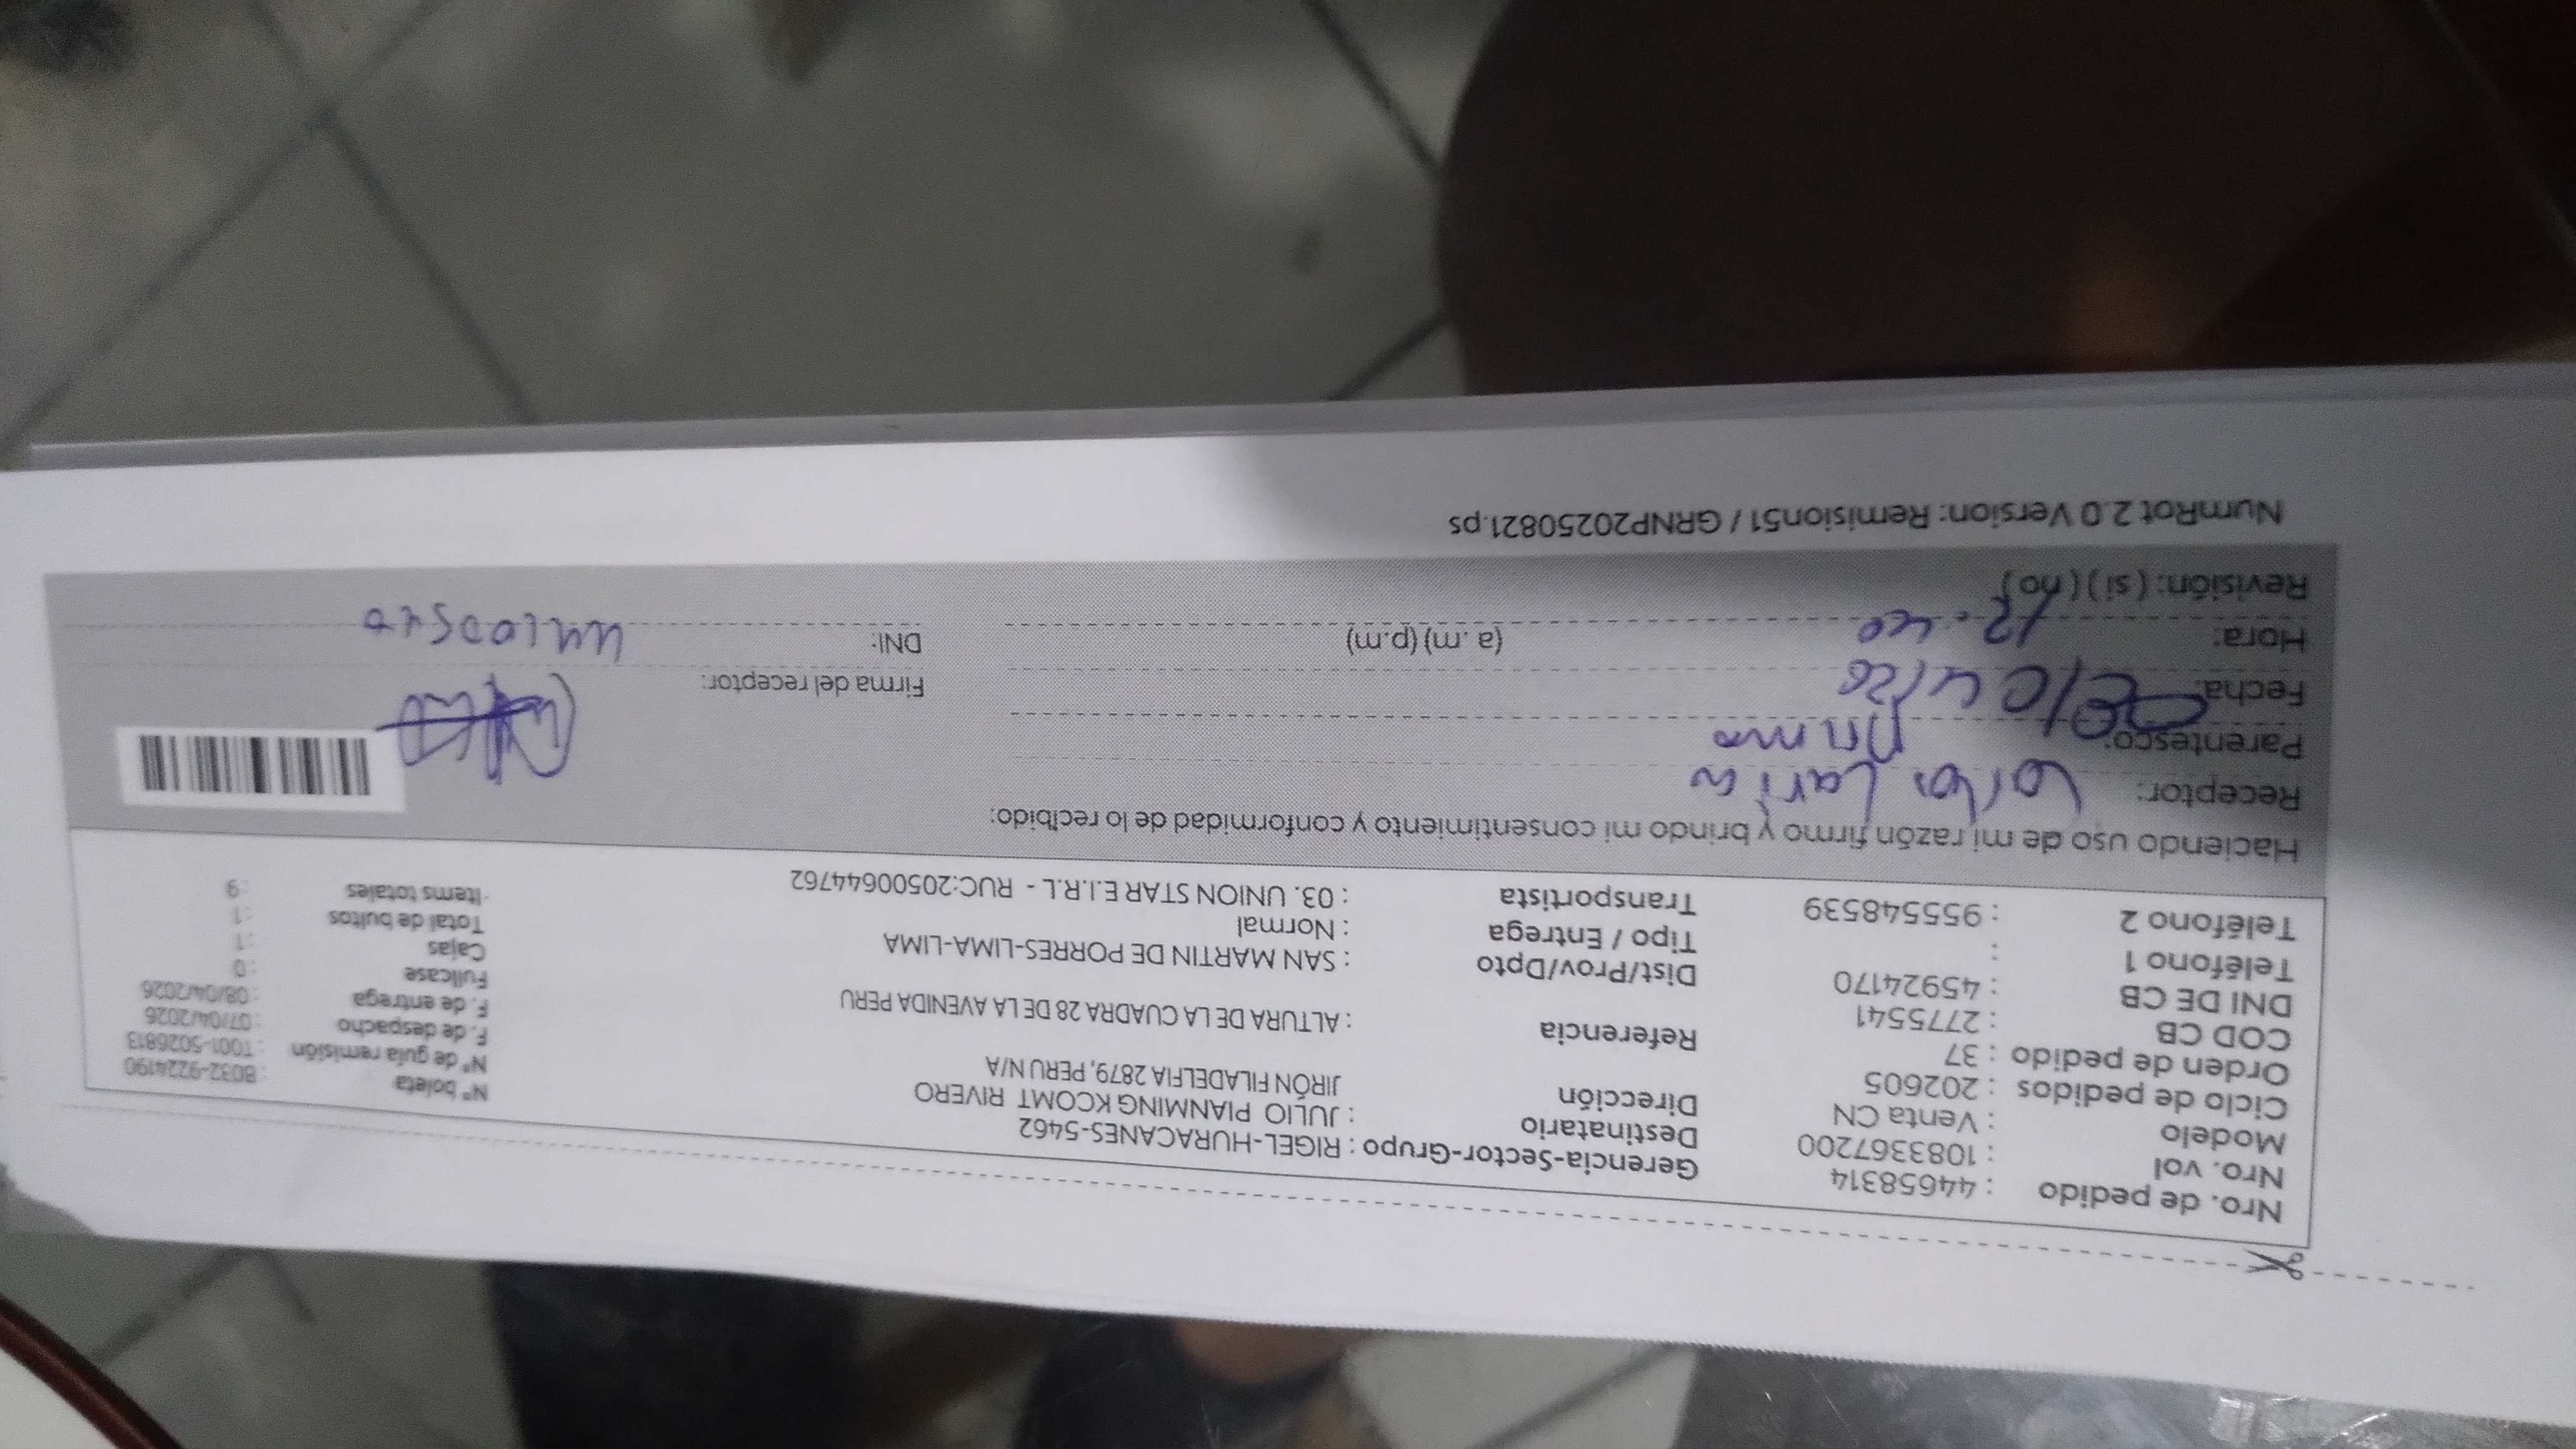 Nro. de pedido : 44658314
Nro. vol : 1083367200
Modelo : Venta CN
Ciclo de pedidos : 202605
Orden de pedido : 37
COD CB : 2775541
DNI DE CB : 45924170
Teléfono 1 :
Teléfono 2 : 955548539
Gerencia-Sector-Grupo : RIGEL-HURACANES-5462
Destinatario : JULIO PIANMING KCOMT RIVERO
Dirección JIRÓN FILADELFIA 2879, PERU N/A
Referencia : ALTURA DE LA CUADRA 28 DE LA AVENIDA PERU
Dist/Prov/Dpto : SAN MARTIN DE PORRES-LIMA-LIMA
Tipo / Entrega : Normal
Transportista : 03. UNION STAR E.I.R.L - RUC:20500644762
N° boleta : B032-9224190
N° de guía remisión : T001-5026813
F. de despacho : 07/04/2026
F. de entrega : 08/04/2026
Fullcase : 0
Cajas : 1
Total de bultos : 1
Items totales : 9
Haciendo uso de mi razón firmo y brindo mi consentimiento y conformidad de lo recibido:
Receptor: Carlos
Parentesco: Primo
Fecha: /04/26
Hora: 12:40 (a.m) (p.m)
Revisión: (si) (no)
Firma del receptor:
DNI:
NumRot 2.0 Version: Remision51 / GRNP20250821.ps